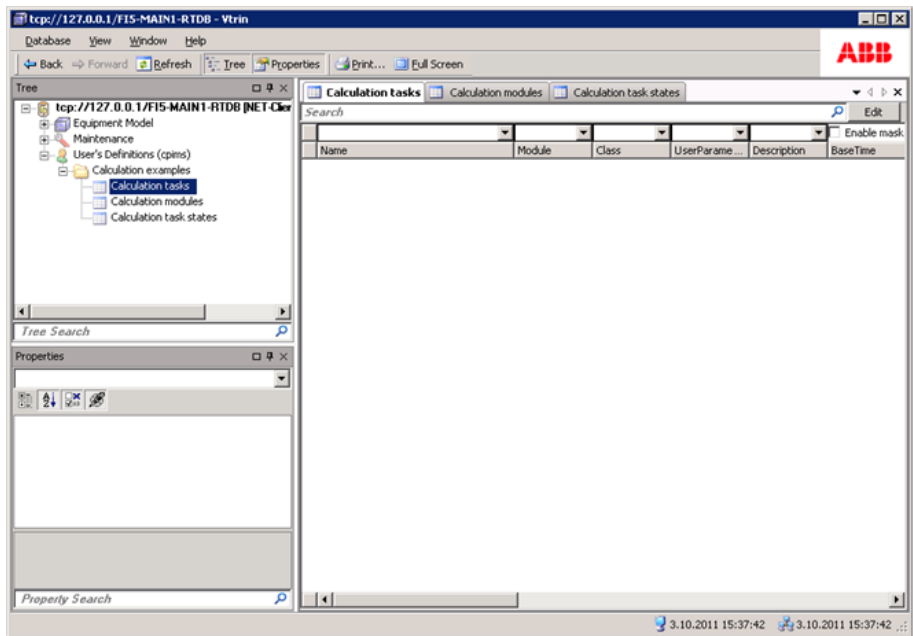 tcp://127.0.0.1/FI5-MAIN1-RTDB - Vtrin
Database View Window Help
Back Forward Refresh Tree Properties Print... Full Screen
ABB
Tree
tcp://127.0.0.1/FI5-MAIN1-RTDB [NET-Clier
Equipment Model
Maintenance
User's Definitions (cpims)
Calculation examples
Calculation tasks
Calculation modules
Calculation task states
Tree Search
Properties
Property Search
Calculation tasks Calculation modules Calculation task states
Search Edit
Enable mask
Name Module Class UserParame... Description BaseTime
3.10.2011 15:37:42 3.10.2011 15:37:42